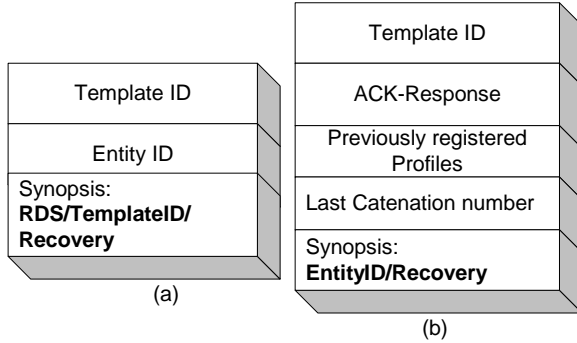 Template ID
Entity ID
Synopsis:
RDS/TemplateID/
Recovery
(a)
Template ID
ACK-Response
Previously registered
Profiles
Last Catenation number
Synopsis:
EntityID/Recovery
(b)